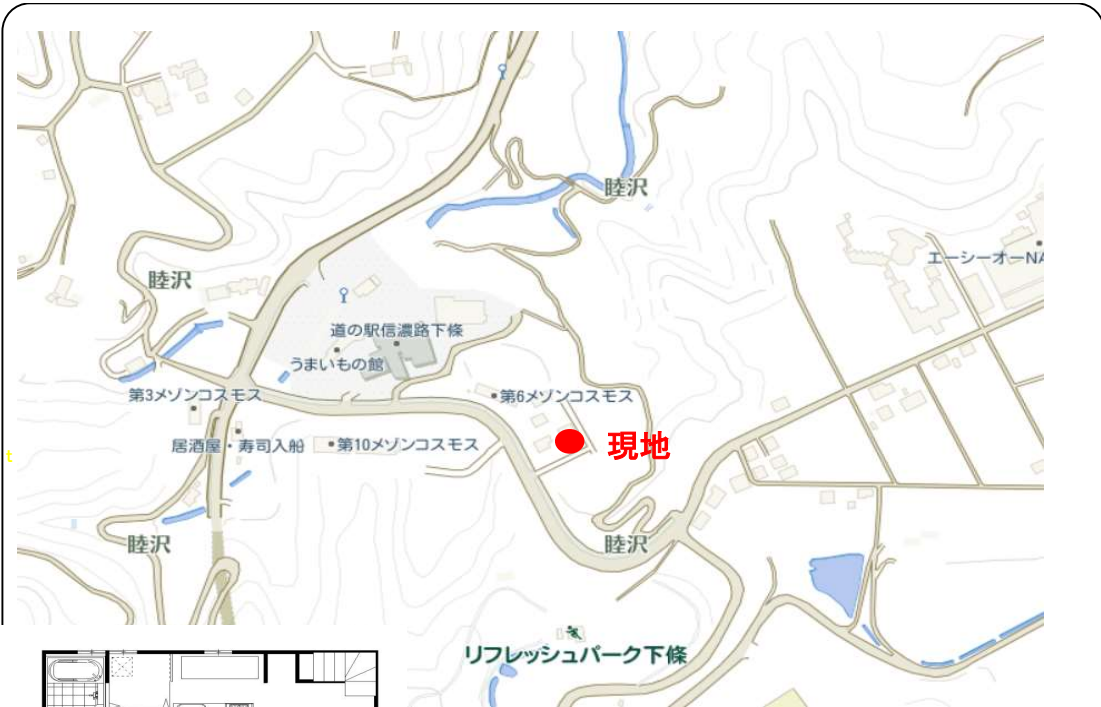 睦沢
エーシーオーNA
睦沢
道の駅信濃路下條
うまいもの館
第3メゾンコスモス
第6メゾンコスモス
居酒屋・寿司入船
第10メゾンコスモス
現地
t
睦沢
睦沢
リフレッシュパーク下條